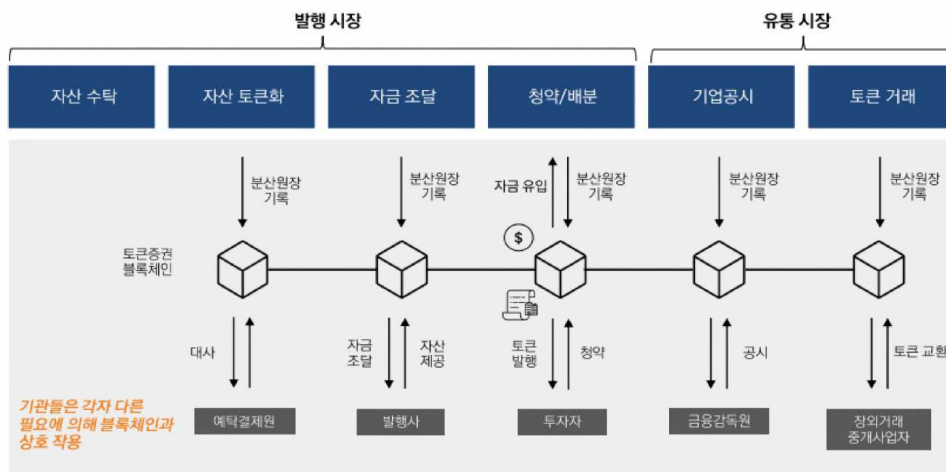 발행 시장
유통 시장
자산 수탁
자산 토큰화
자금 조달
청약/배분
기업공시
토큰 거래
분산원장
기록
분산원장
기록
자금 유입
분산원장
기록
분산원장
기록
분산원장
기록
$
토큰증권
블록체인
대사
자금
조달
자산
제공
토큰
발행
청약
공시
토큰 교환
기관들은 각자 다른
필요에 의해 블록체인과
상호 작용
예탁결제원
발행사
투자자
금융감독원
장외거래
중개사업자